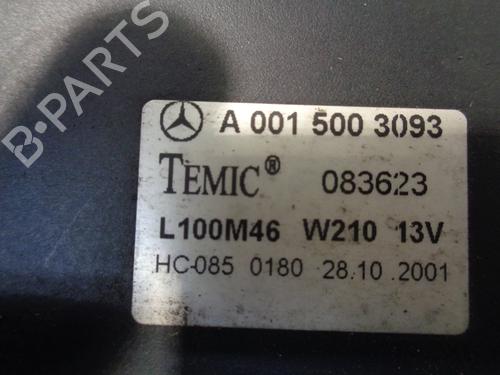 B-PARTS
A 001 500 3093
TEMIC® 083623
L100M46 W210 13V
HC-085 0180 28.10.2001